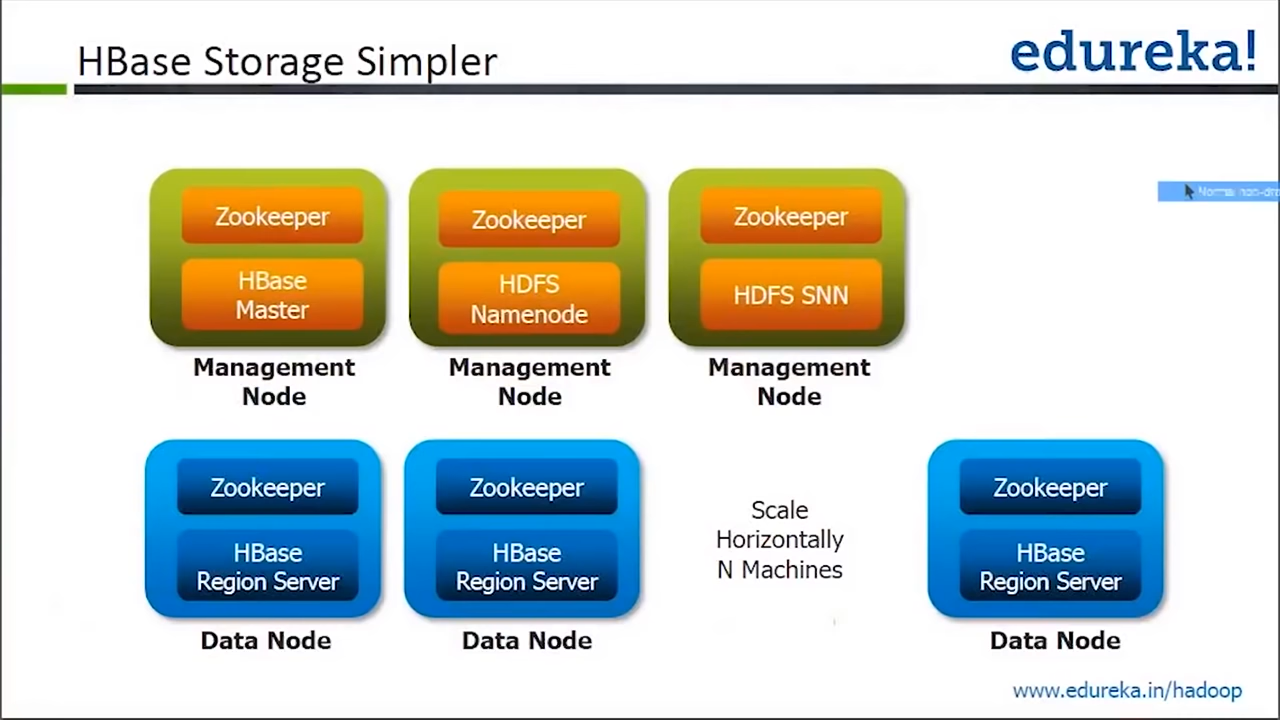 HBase Storage Simpler
edureka!
Zookeeper
HBase
Master
Management
Node
Zookeeper
HDFS
Namenode
Management
Node
Zookeeper
HDFS SNN
Management
Node
Normal
Zookeeper
HBase
Region Server
Data Node
Zookeeper
HBase
Region Server
Data Node
Scale
Horizontally
N Machines
Zookeeper
HBase
Region Server
Data Node
www.edureka.in/hadoop